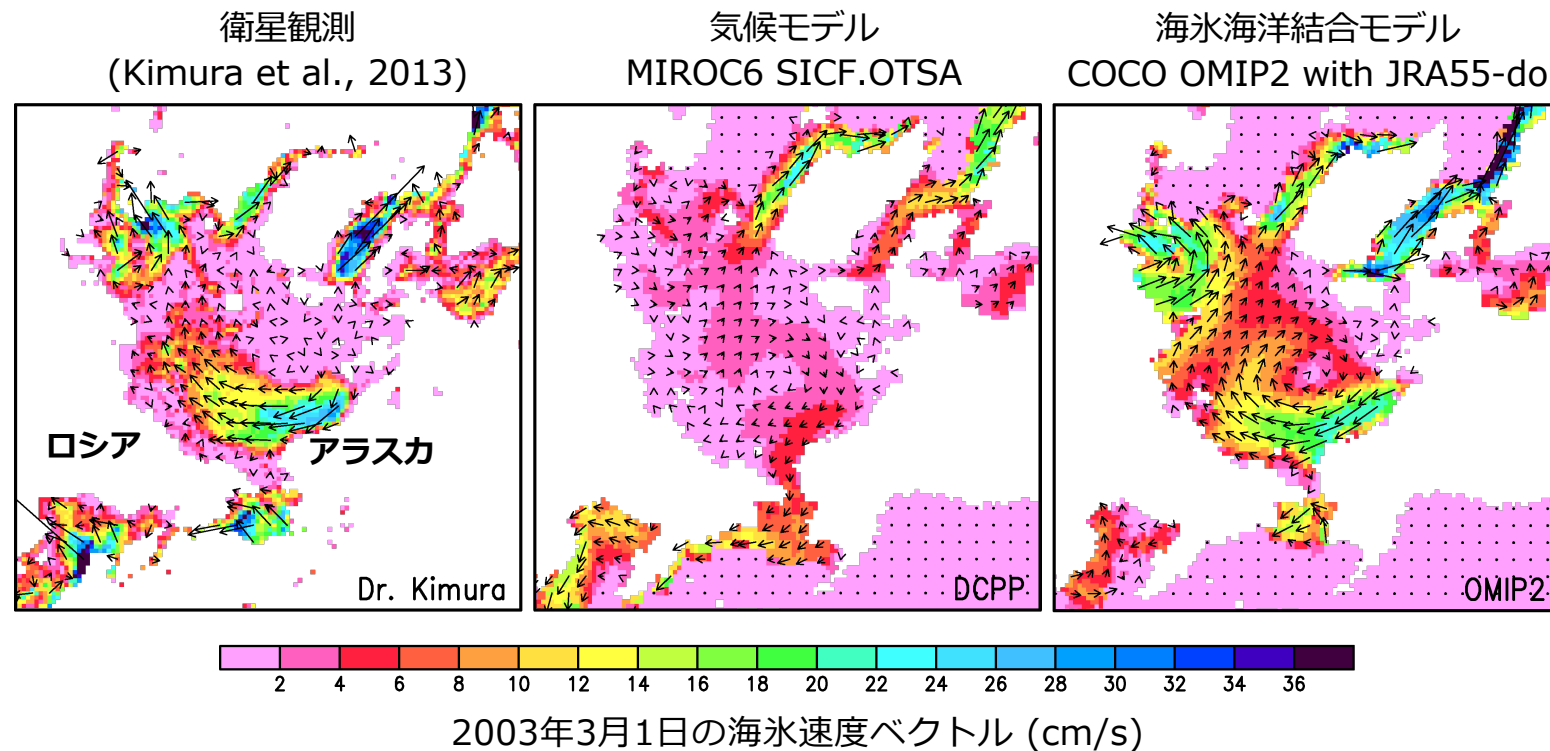 衛星観測
(Kimura et al., 2013)
気候モデル
MIROC6 SICF.OTSA
海氷海洋結合モデル
COCO OMIP2 with JRA55-do
ロシア
アラスカ
Dr. Kimura
DCPP
OMIP2
2 4 6 8 10 12 14 16 18 20 22 24 26 28 30 32 34 36
2003年3月1日の海氷速度ベクトル (cm/s)